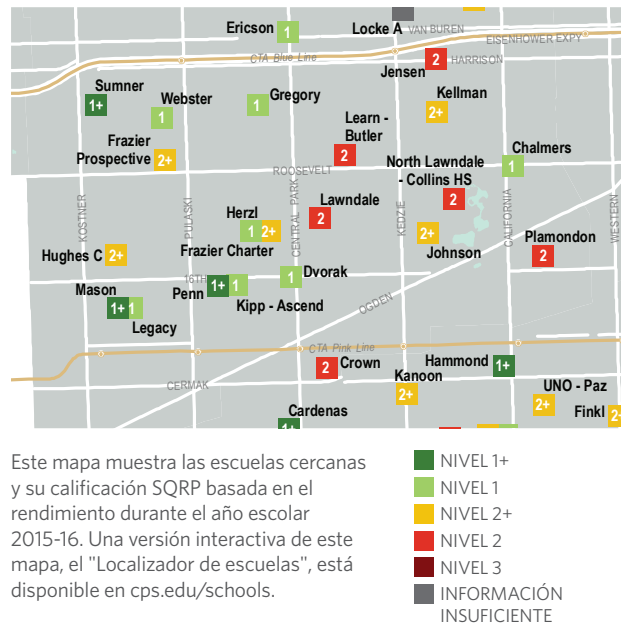 Ericson
1
Locke A
VAN BUREN
EISENHOWER EXPY
CTA Blue Line
Jensen
2
HARRISON
Sumner
1+
Webster
1
Gregory
1
Kellman
2+
Learn -
Butler
2
Frazier
Prospective
2+
ROOSEVELT
North Lawndale
- Collins HS
2
Chalmers
1
KOSTNER
PULASKI
CENTRAL PARK
KEDZIE
CALIFORNIA
WESTERN
Lawndale
2
Herzl
1
2+
Frazier Charter
Johnson
2+
Plamondon
2
Hughes C
2+
16TH
Dvorak
1
Mason
1+
1
Legacy
Penn
1+
1
Kipp - Ascend
OGDEN
CTA Pink Line
Crown
2
Hammond
1+
CERMAK
Kanoon
2+
UNO - Paz
2+
Finkl
2+
Cardenas
1+
Este mapa muestra las escuelas cercanas
y su calificación SQRP basada en el
rendimiento durante el año escolar
2015-16. Una versión interactiva de este
mapa, el "Localizador de escuelas", está
disponible en cps.edu/schools.
NIVEL 1+
NIVEL 1
NIVEL 2+
NIVEL 2
NIVEL 3
INFORMACIÓN
INSUFICIENTE